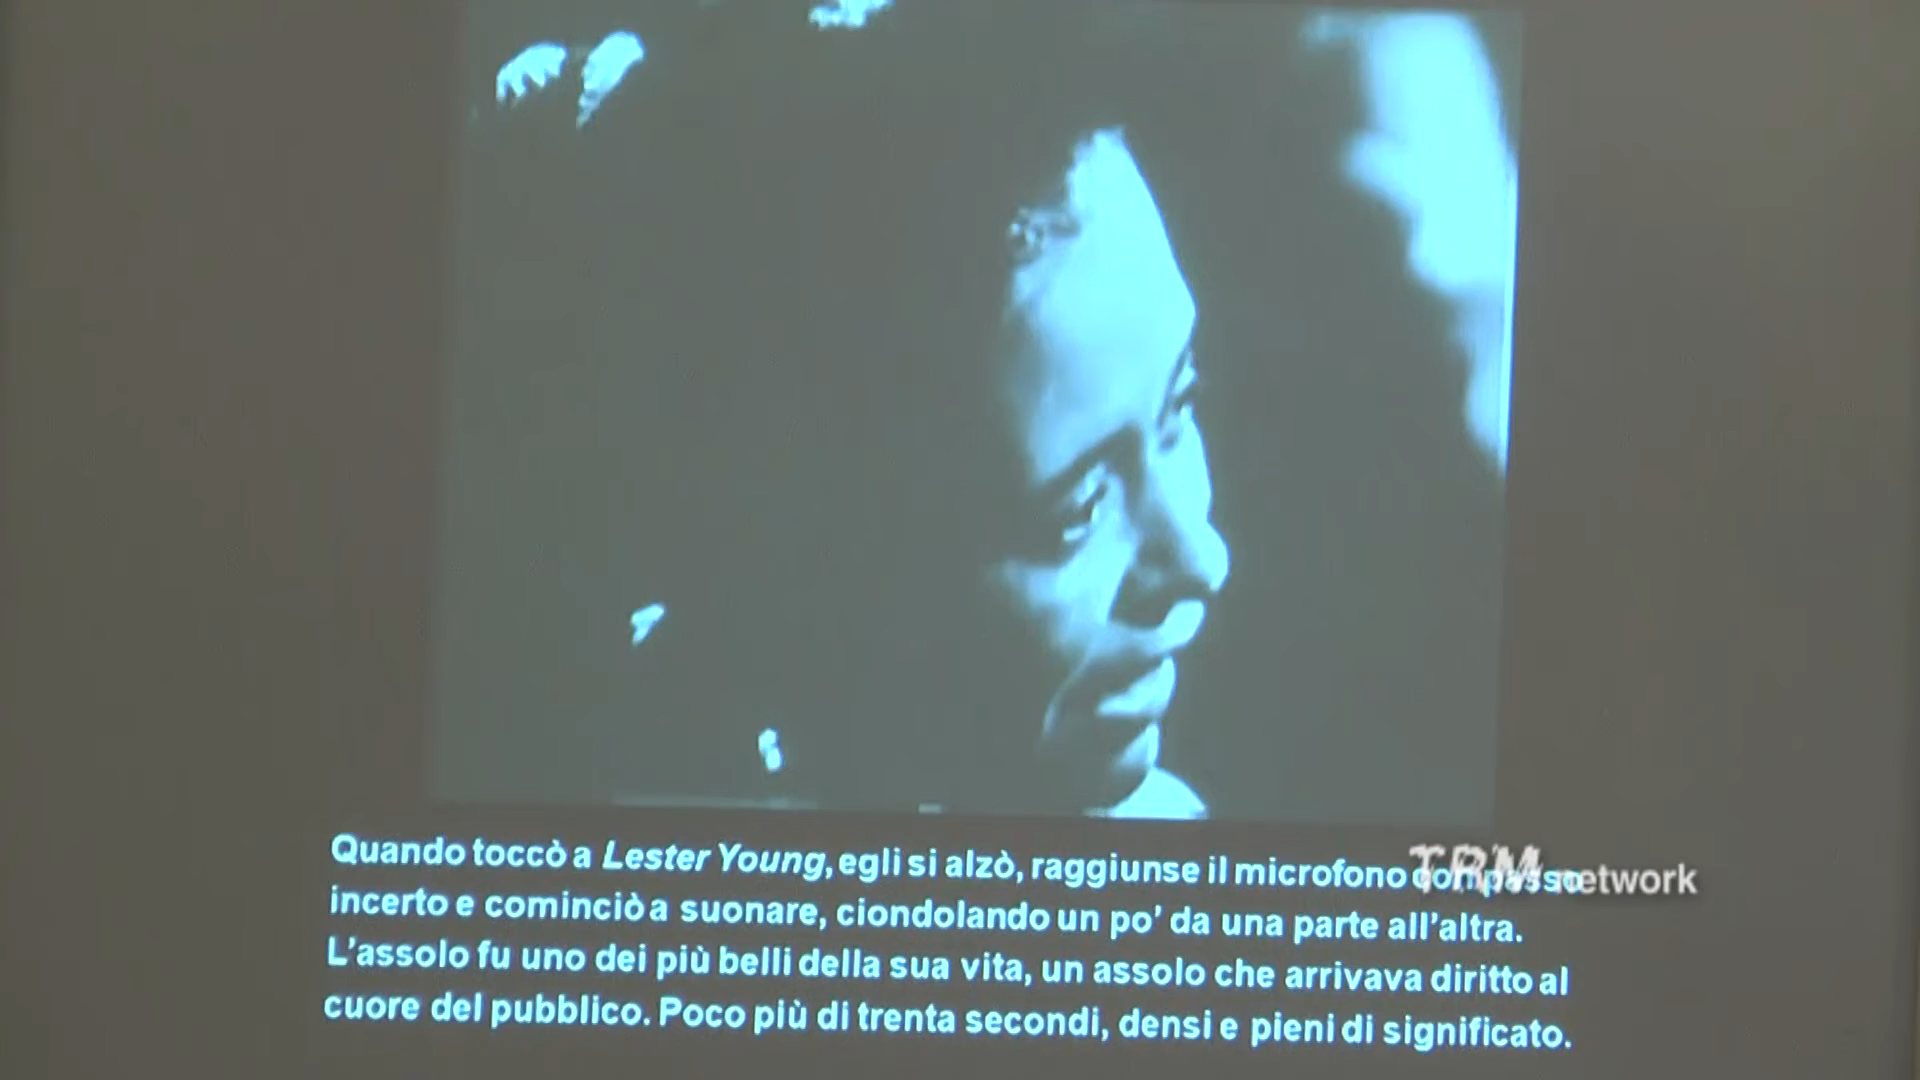 Quando toccò a Lester Young, egli si alzò, raggiunse il microfono con passo
TRM network
incerto e cominciò a suonare, ciondolando un po’ da una parte all’altra.
L’assolo fu uno dei più belli della sua vita, un assolo che arrivava diritto al
cuore del pubblico. Poco più di trenta secondi, densi e pieni di significato.